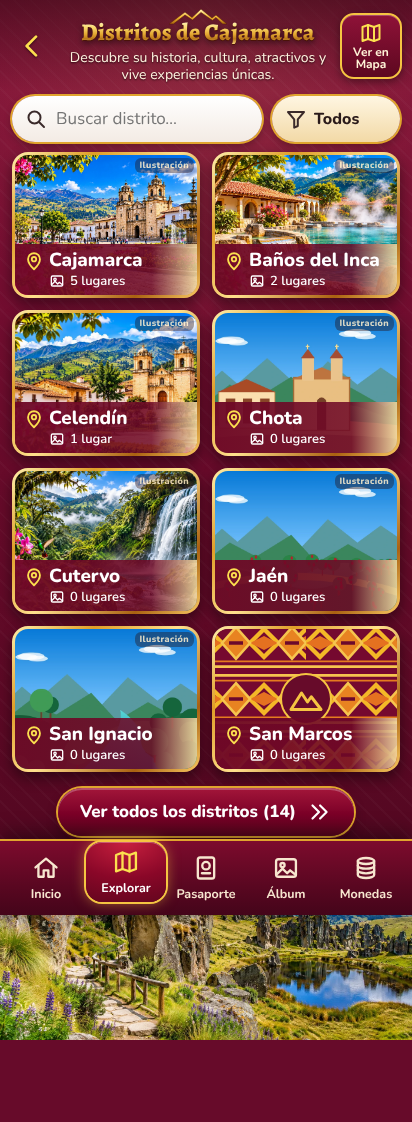 Distritos de Cajamarca
Descubre su historia, cultura, atractivos y
vive experiencias únicas.
Ver en
Mapa
Buscar distrito...
Todos
Ilustración
Cajamarca
5 lugares
Ilustración
Baños del Inca
2 lugares
Ilustración
Celendín
1 lugar
Ilustración
Chota
0 lugares
Ilustración
Cutervo
0 lugares
Ilustración
Jaén
0 lugares
Ilustración
San Ignacio
0 lugares
San Marcos
0 lugares
Ver todos los distritos (14)
Inicio
Explorar
Pasaporte
Álbum
Monedas